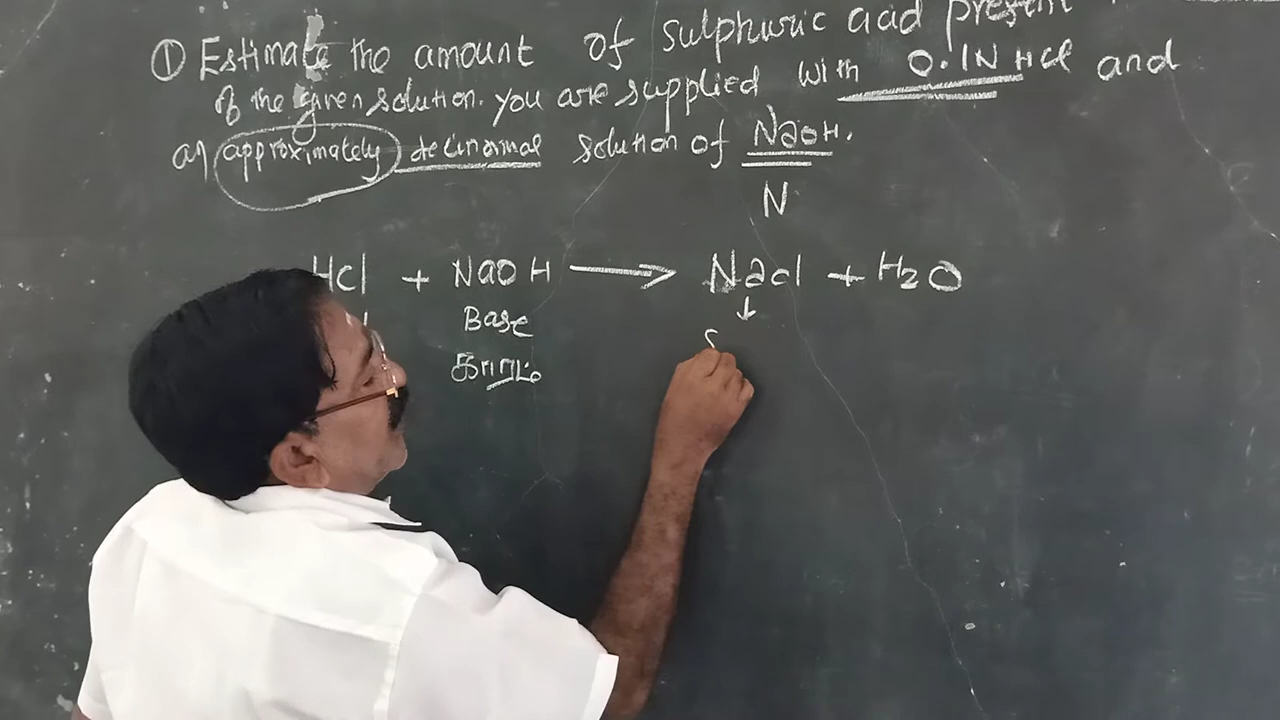 ① Estimate the amount of sulphuric acid present
of the given solution. You are supplied with 0.1N HCl and
an approximately decinormal solution of NaOH.
N
HCl + NaOH → NaCl + H2O
Base ↓
காரம்